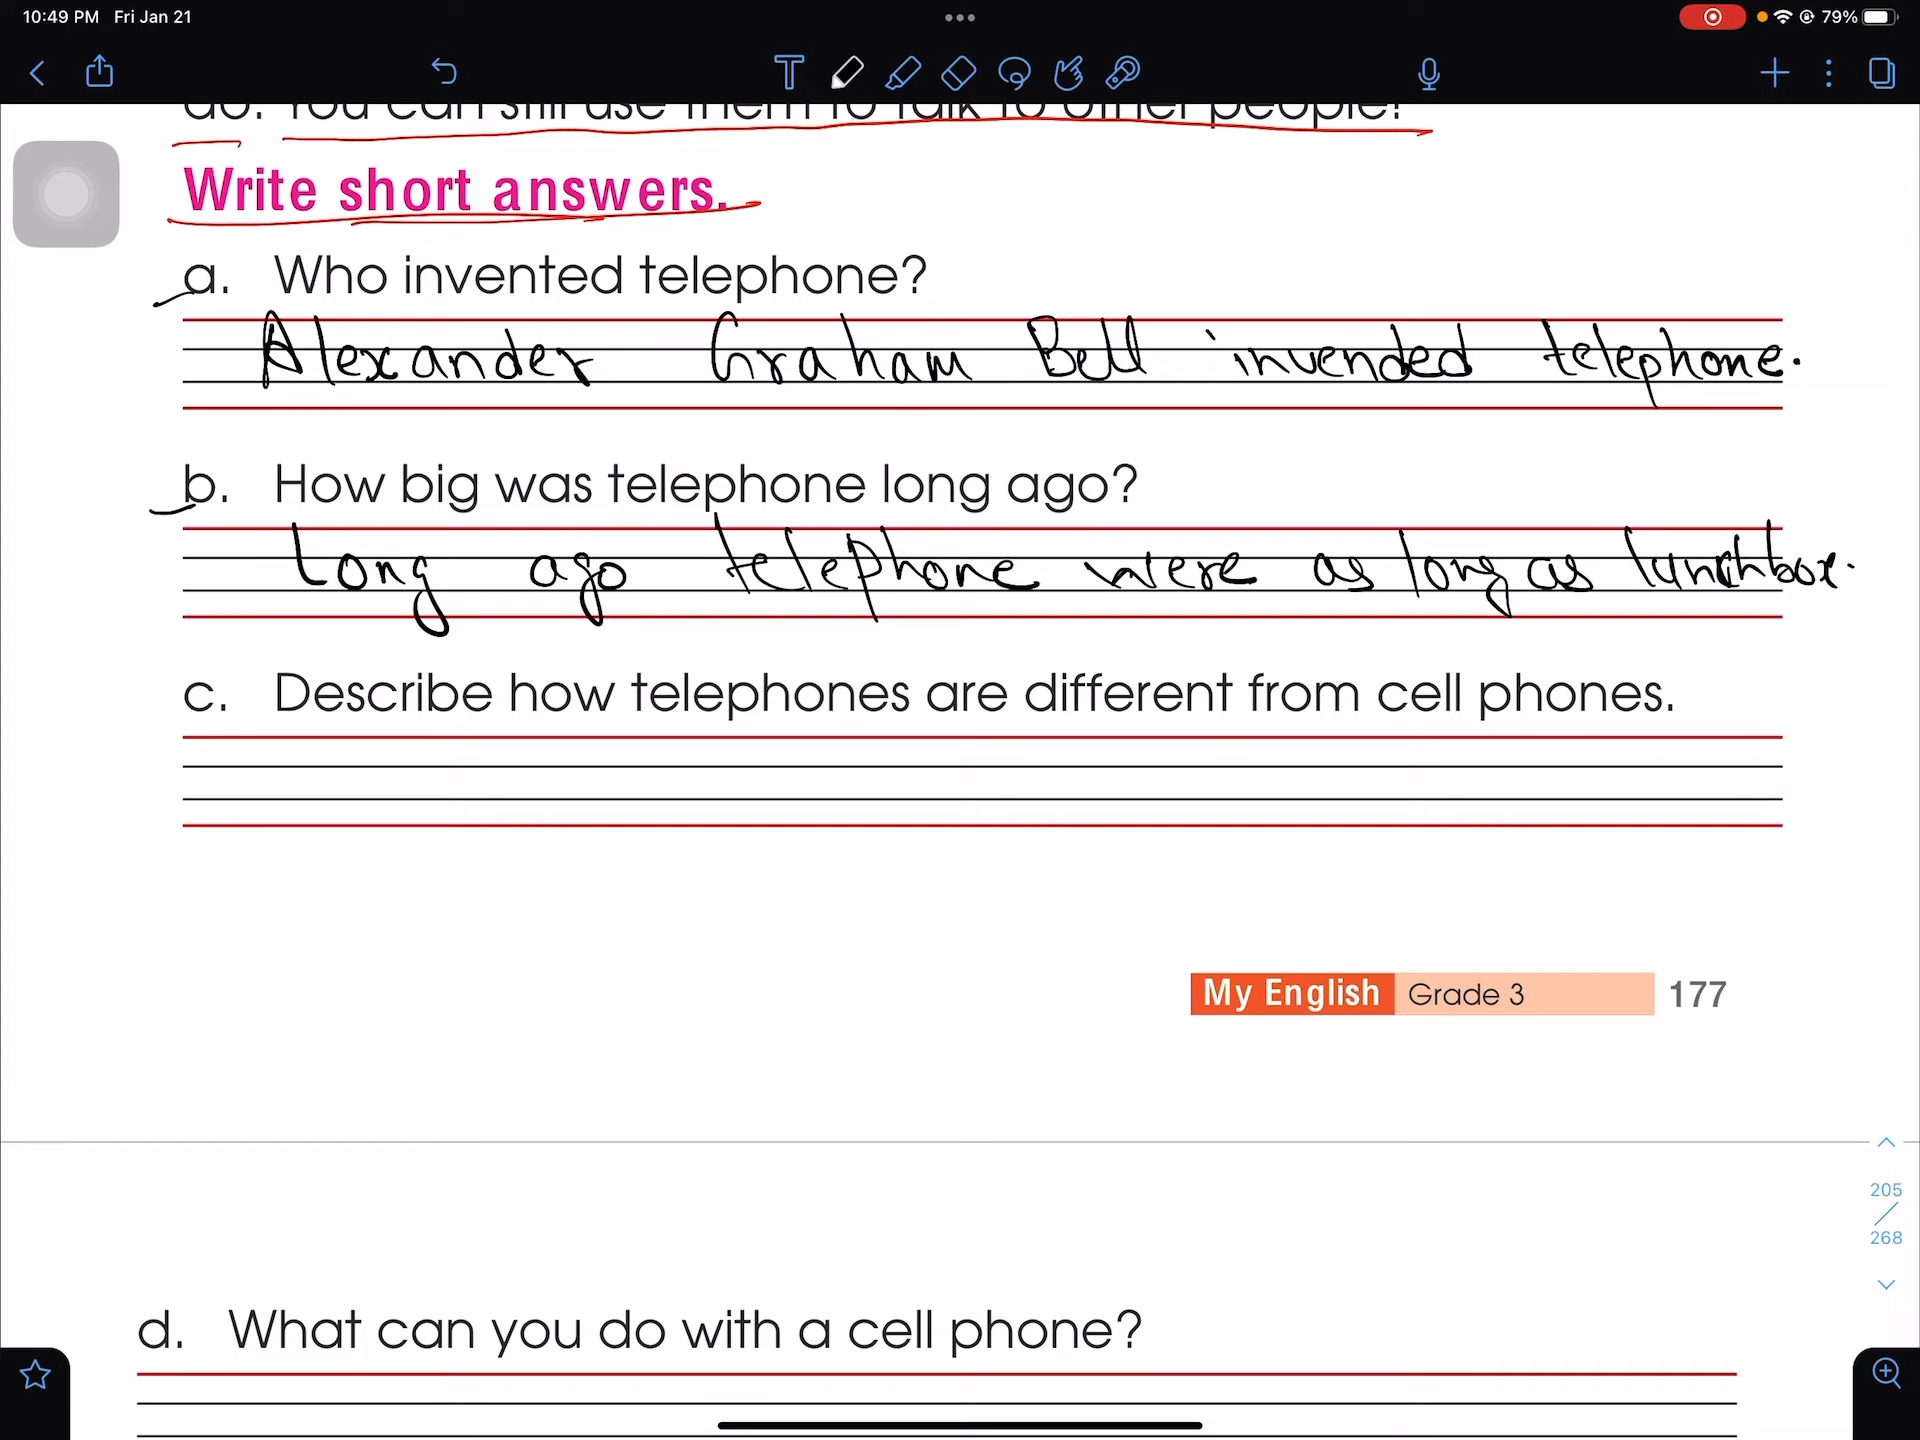 10:49 PM Fri Jan 21
79%
do. You can still use them to talk to other people!
Write short answers.
a. Who invented telephone?
Alexander Graham Bell invended telephone.
b. How big was telephone long ago?
Long ago telephone were as long as lunchbox.
c. Describe how telephones are different from cell phones.
My English Grade 3 177
205
268
d. What can you do with a cell phone?